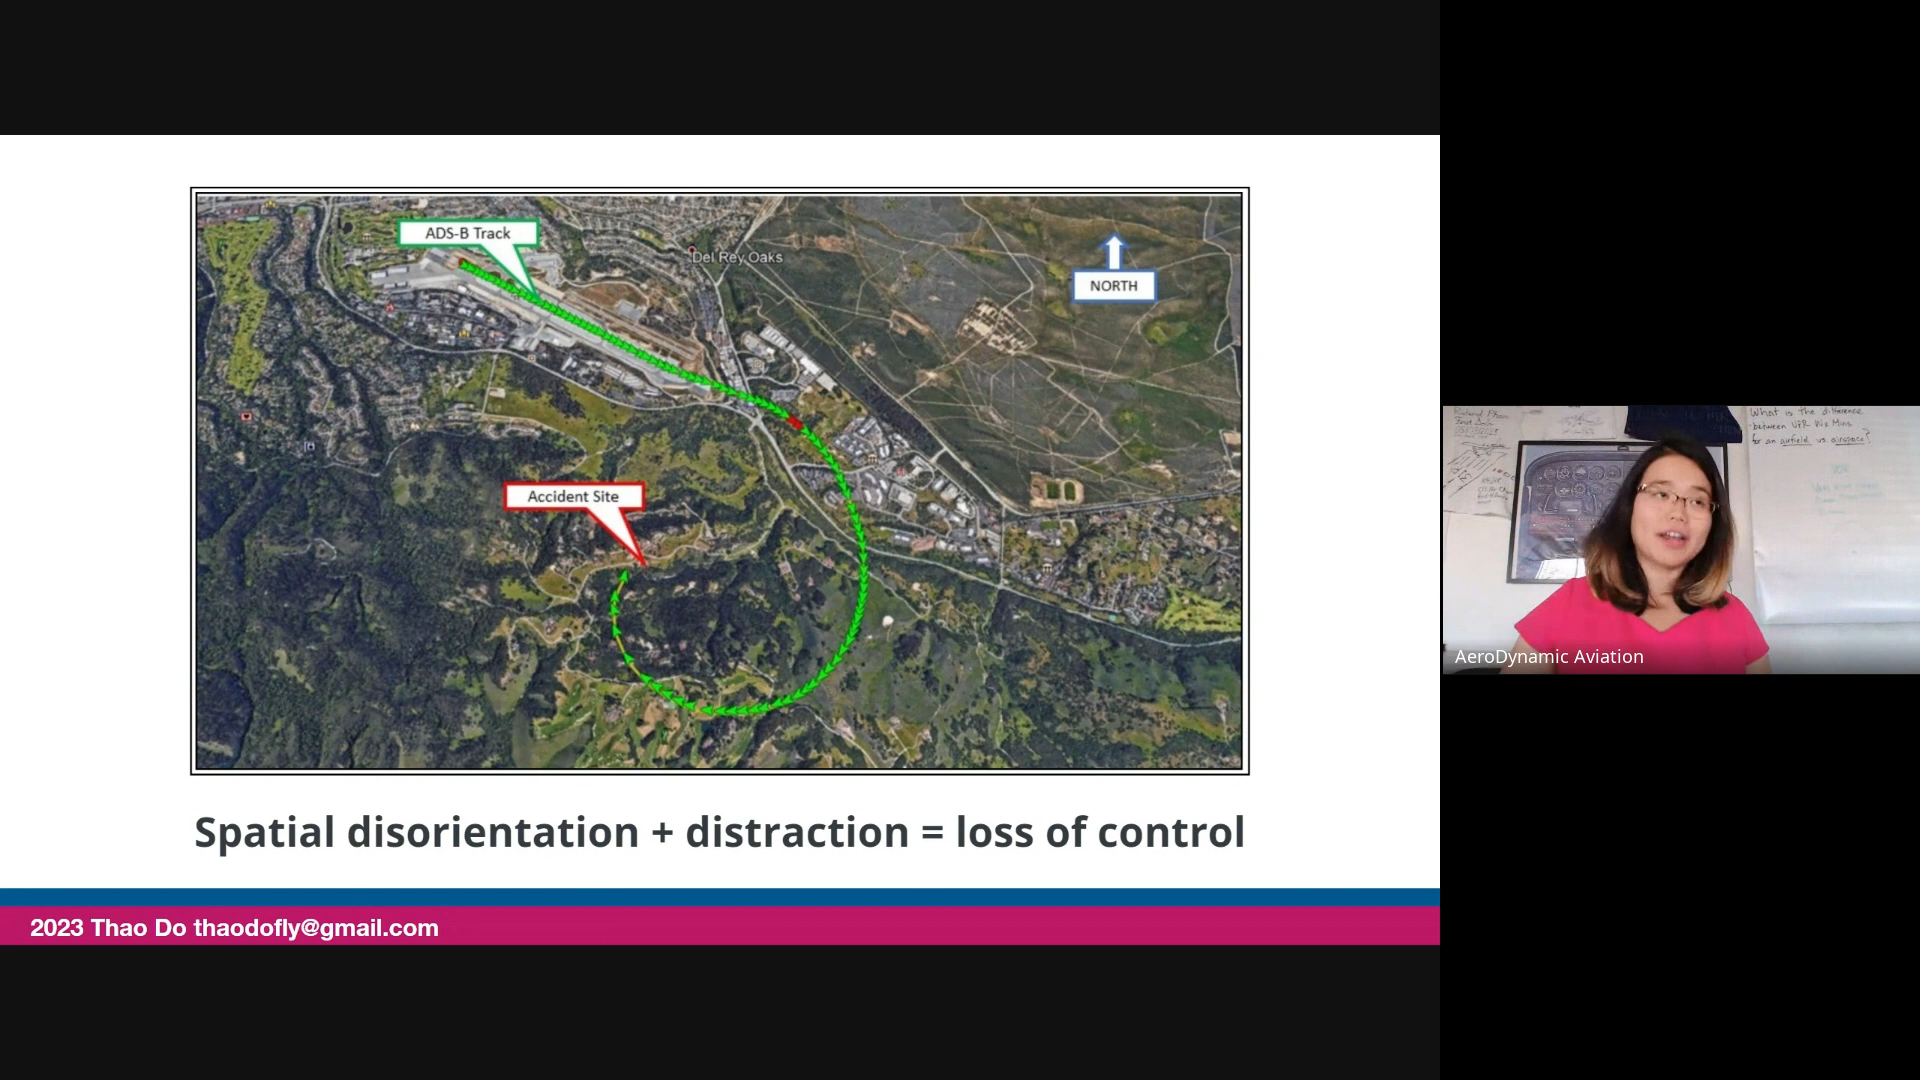 ADS-B Track
Del Rey Oaks
NORTH
Accident Site
Spatial disorientation + distraction = loss of control
2023 Thao Do thaodofly@gmail.com
What is the difference
between VFR Wx Mins
for an airfield vs airspace?
AeroDynamic Aviation